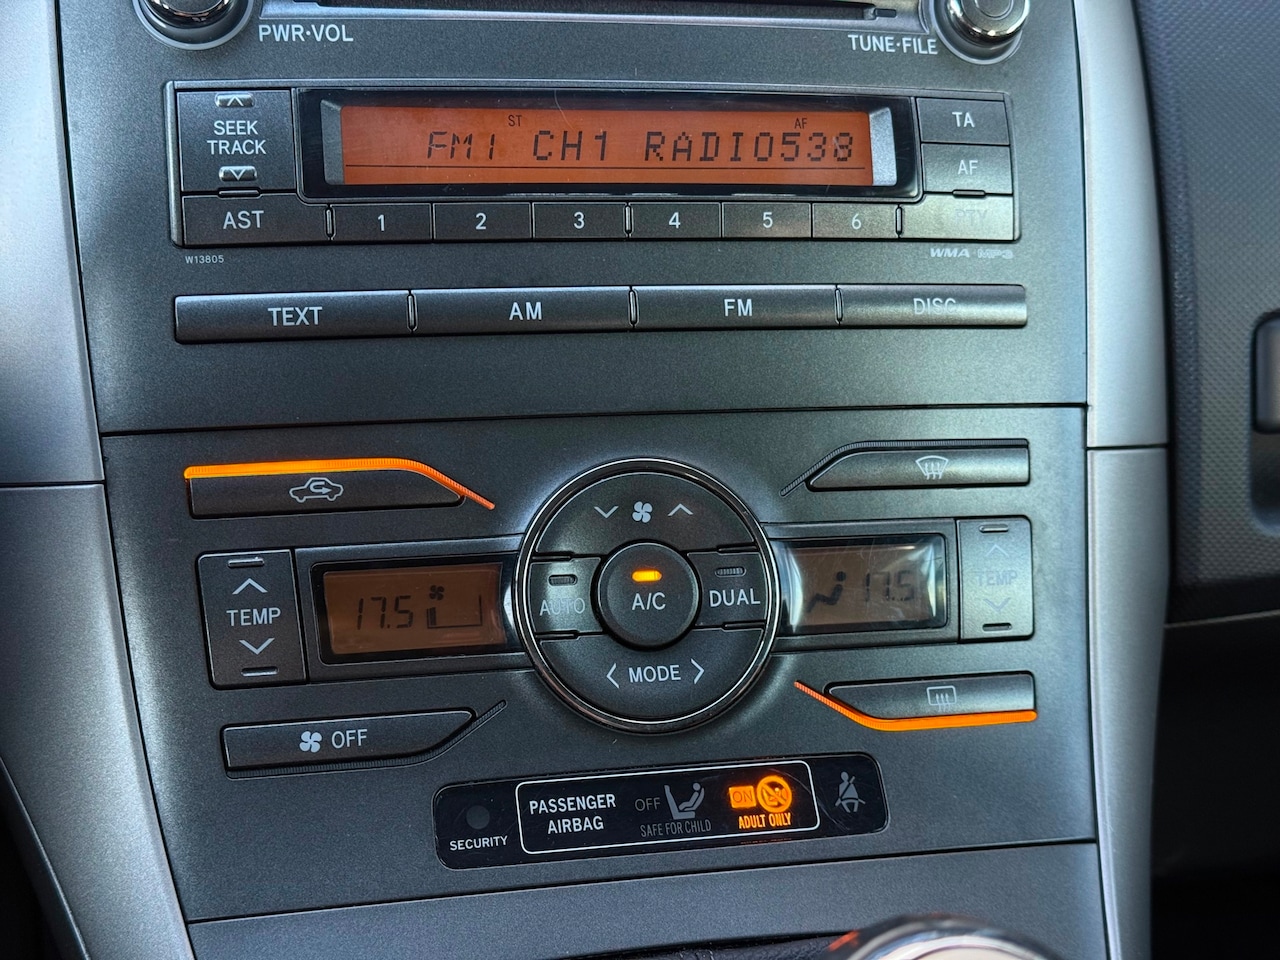 PWR·VOL
TUNE·FILE
SEEK
TRACK
ST
AF
FM1 CH1 RADIO538
TA
AF
AST 1 2 3 4 5 6 PTY
W13805
WMA MP3
TEXT AM FM DISC
TEMP
17.5
AUTO
A/C
DUAL
17.5
TEMP
MODE
OFF
SECURITY
PASSENGER
AIRBAG
OFF
SAFE FOR CHILD
ON
ADULT ONLY